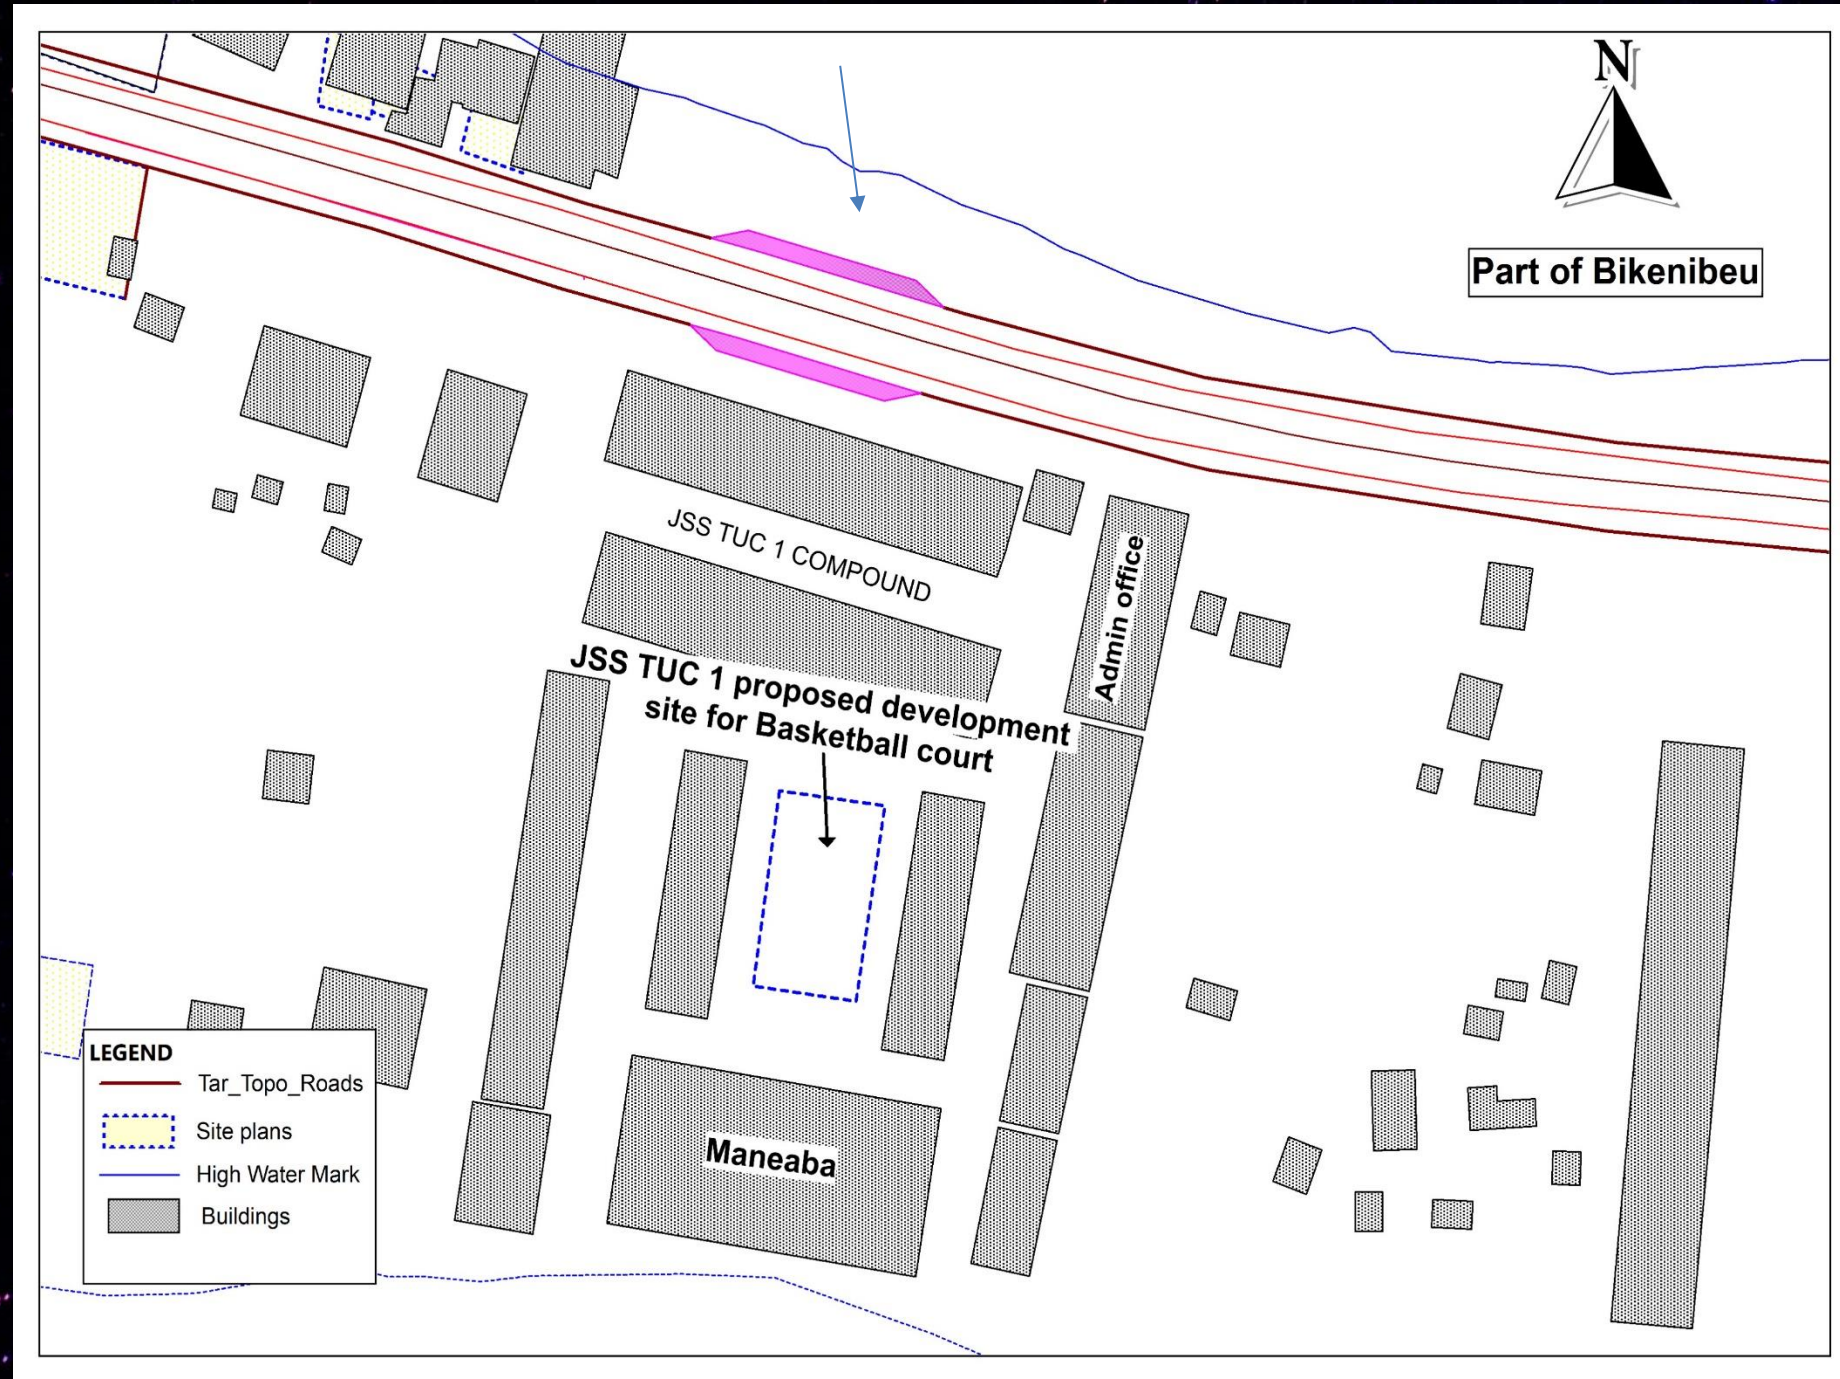 N
Part of Bikenibeu
JSS TUC 1 COMPOUND
Admin office
JSS TUC 1 proposed development
site for Basketball court
Maneaba
LEGEND
Tar_Topo_Roads
Site plans
High Water Mark
Buildings